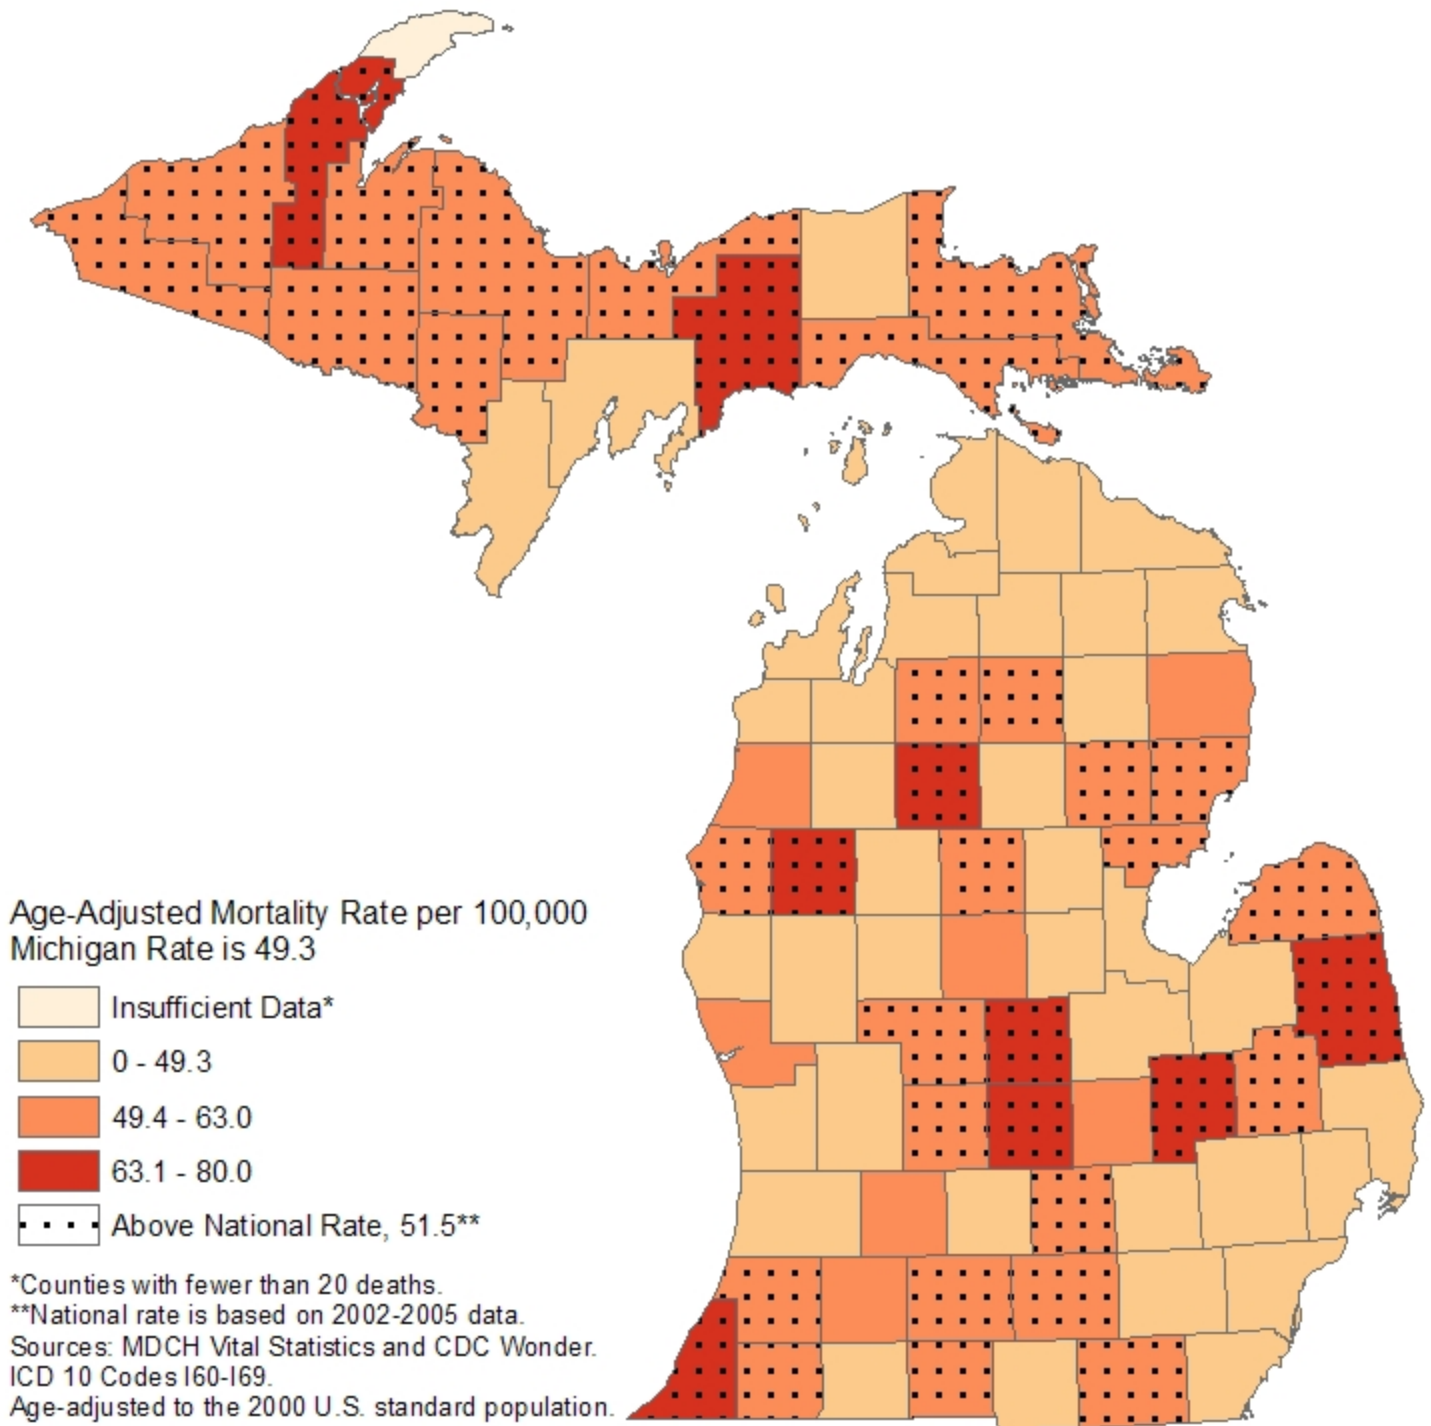 Age-Adjusted Mortality Rate per 100,000
Michigan Rate is 49.3
Insufficient Data*
0 - 49.3
49.4 - 63.0
63.1 - 80.0
Above National Rate, 51.5**
*Counties with fewer than 20 deaths.
**National rate is based on 2002-2005 data.
Sources: MDCH Vital Statistics and CDC Wonder.
ICD 10 Codes I60-I69.
Age-adjusted to the 2000 U.S. standard population.